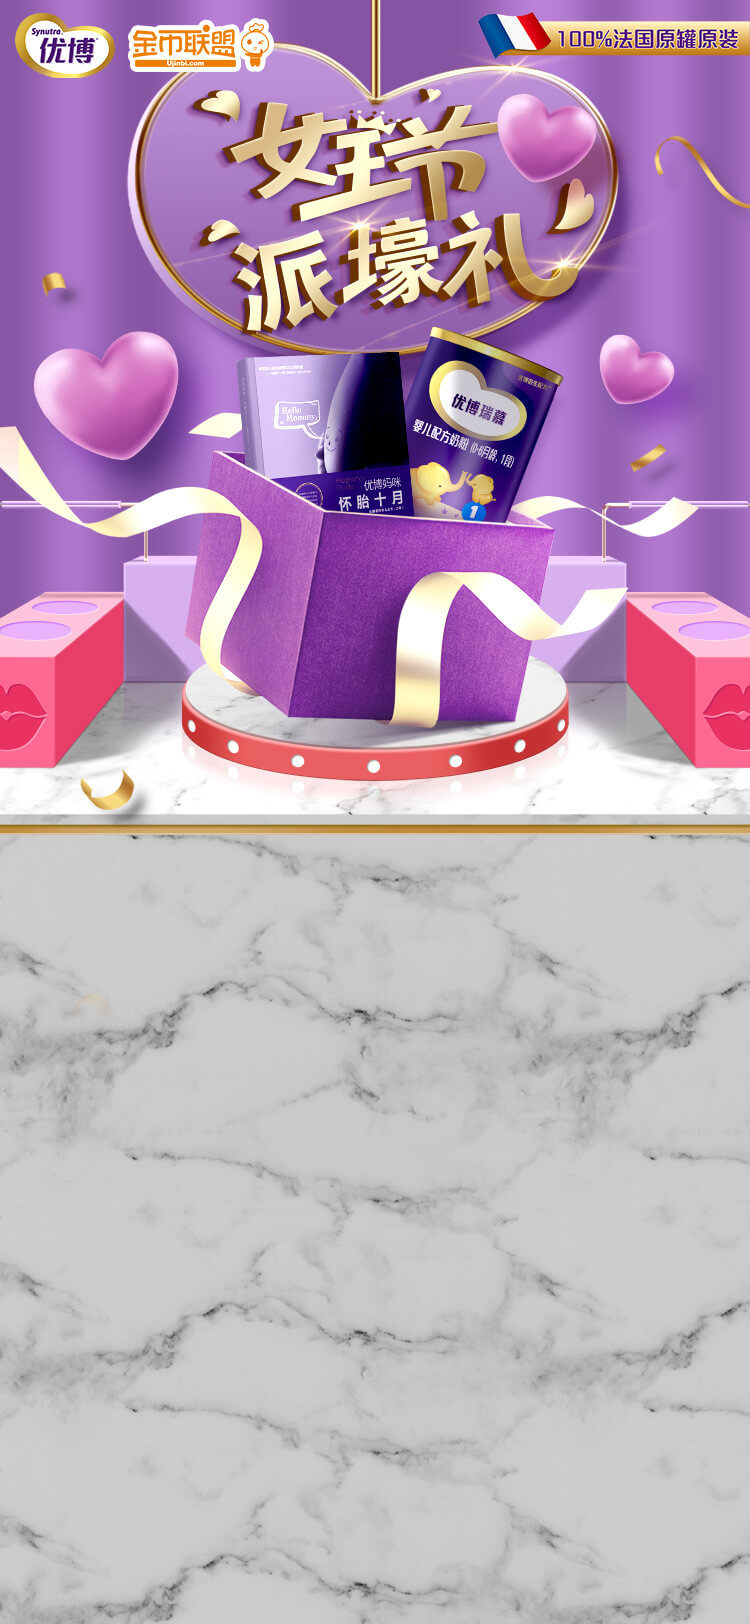 Synutra
优博
金币联盟
Ujinbi.com
100%法国原罐原装
女王节
派壕礼
Hello
Mommy
Pregnancy
Guide
优博妈咪
怀胎十月
优博瑞慕
婴儿配方奶粉 (0-6月龄, 1段)
1